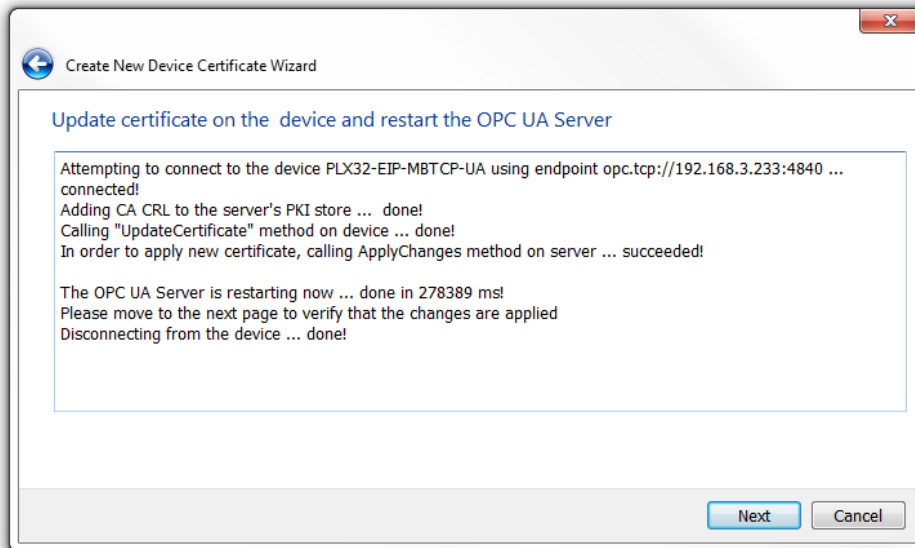 Create New Device Certificate Wizard
Update certificate on the device and restart the OPC UA Server
Attempting to connect to the device PLX32-EIP-MBTCP-UA using endpoint opc.tcp://192.168.3.233:4840 ...
connected!
Adding CA CRL to the server's PKI store ... done!
Calling "UpdateCertificate" method on device ... done!
In order to apply new certificate, calling ApplyChanges method on server ... succeeded!
The OPC UA Server is restarting now ... done in 278389 ms!
Please move to the next page to verify that the changes are applied
Disconnecting from the device ... done!
Next
Cancel